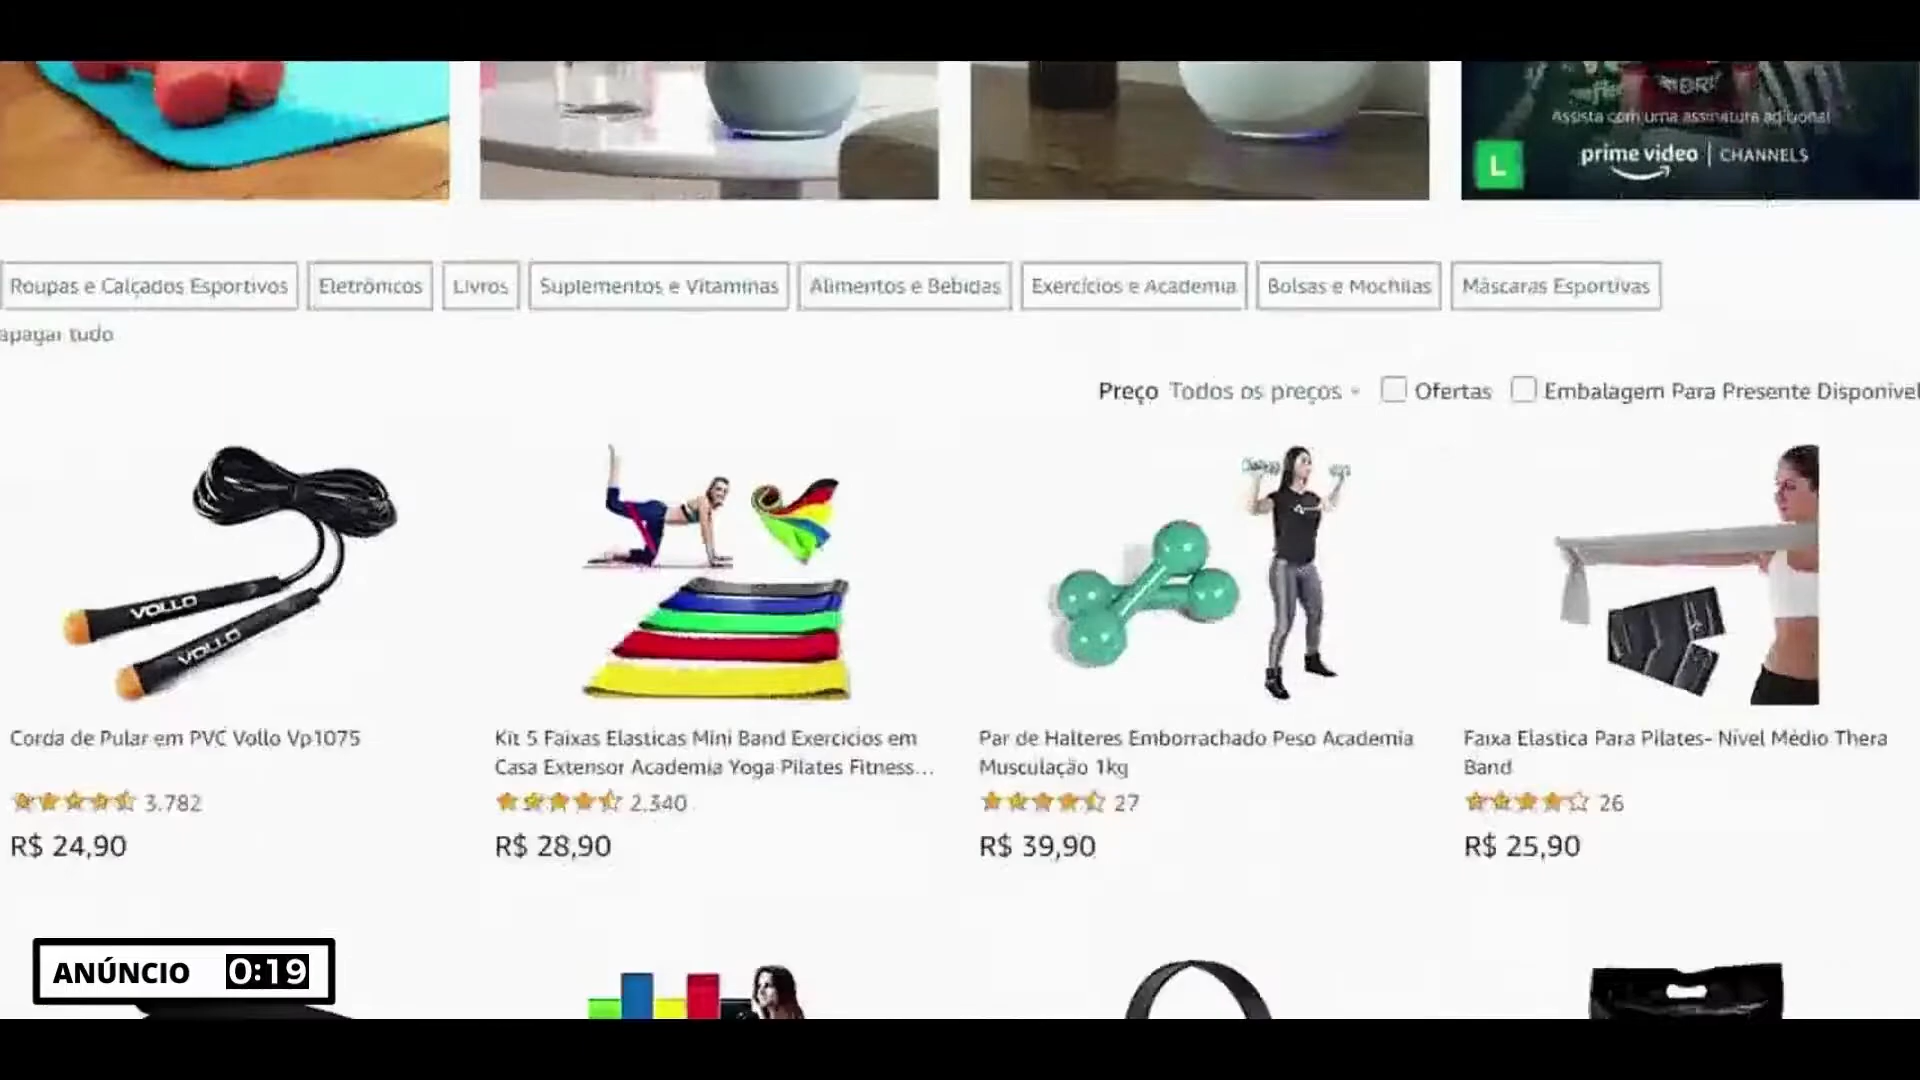 Assista com uma assinatura adicional
L
prime video | CHANNELS
Roupas e Calçados Esportivos
Eletrônicos
Livros
Suplementos e Vitaminas
Alimentos e Bebidas
Exercícios e Academia
Bolsas e Mochilas
Máscaras Esportivas
apagar tudo
Preço Todos os preços
Ofertas
Embalagem Para Presente Disponível
VOLLO
VOLLO
Corda de Pular em PVC Vollo Vp1075
3.782
R$ 24,90
Kit 5 Faixas Elasticas Mini Band Exercicios em
Casa Extensor Academia Yoga Pilates Fitness...
2.340
R$ 28,90
Par de Halteres Emborrachado Peso Academia
Musculação 1kg
27
R$ 39,90
Faixa Elastica Para Pilates- Nível Médio Thera
Band
26
R$ 25,90
ANÚNCIO 0:19